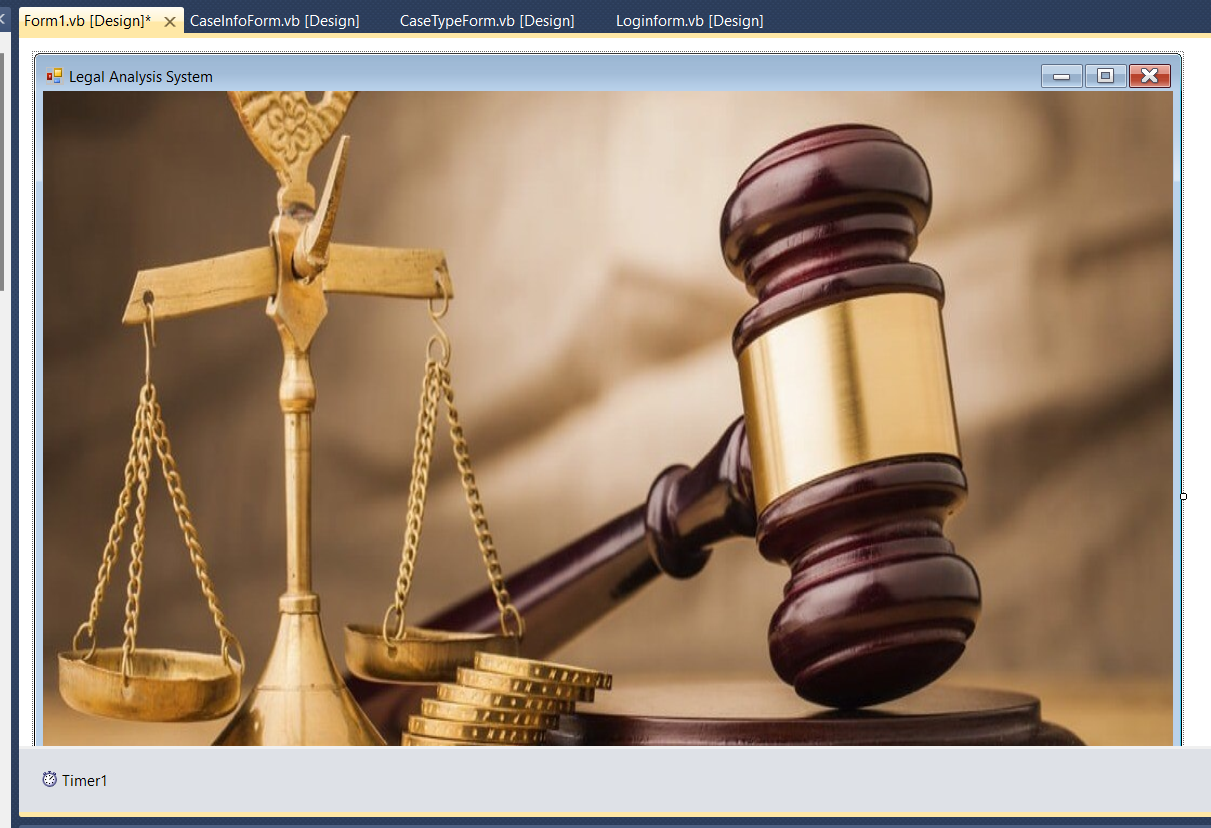 Form1.vb [Design]* CaseInfoForm.vb [Design] CaseTypeForm.vb [Design] Loginform.vb [Design]
Legal Analysis System
Timer1